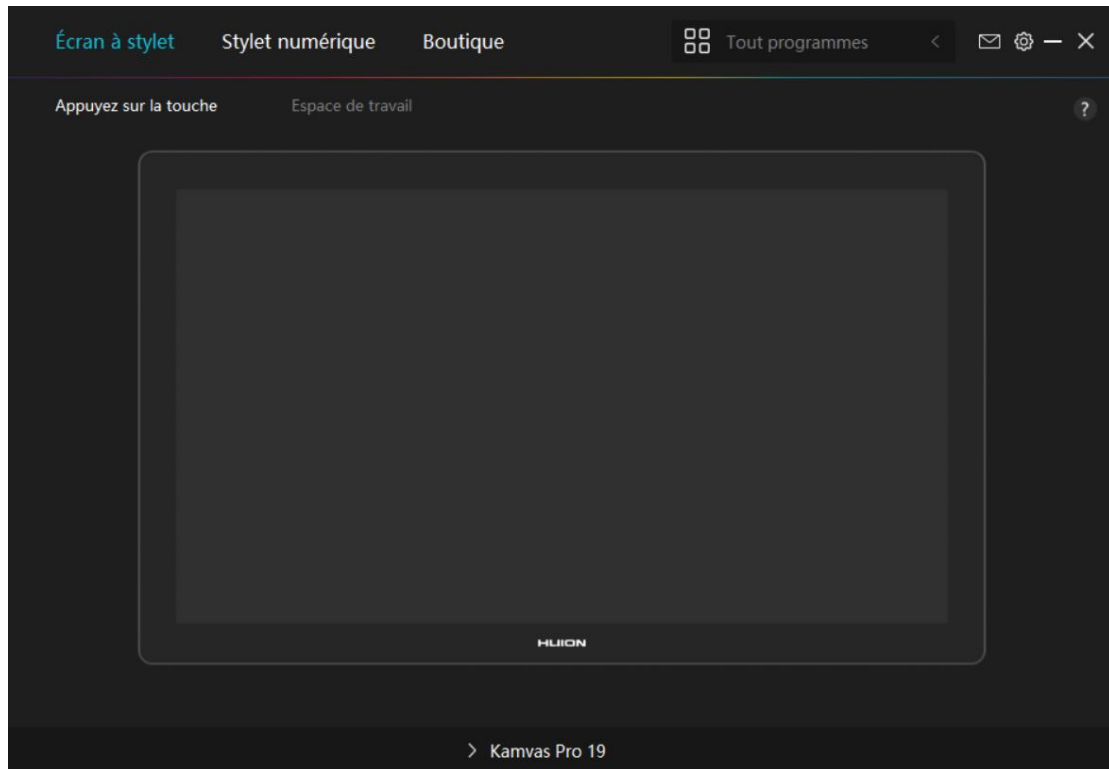 Écran à stylet Stylet numérique Boutique Tout programmes
Appuyez sur la touche Espace de travail ?
HUION
Kamvas Pro 19